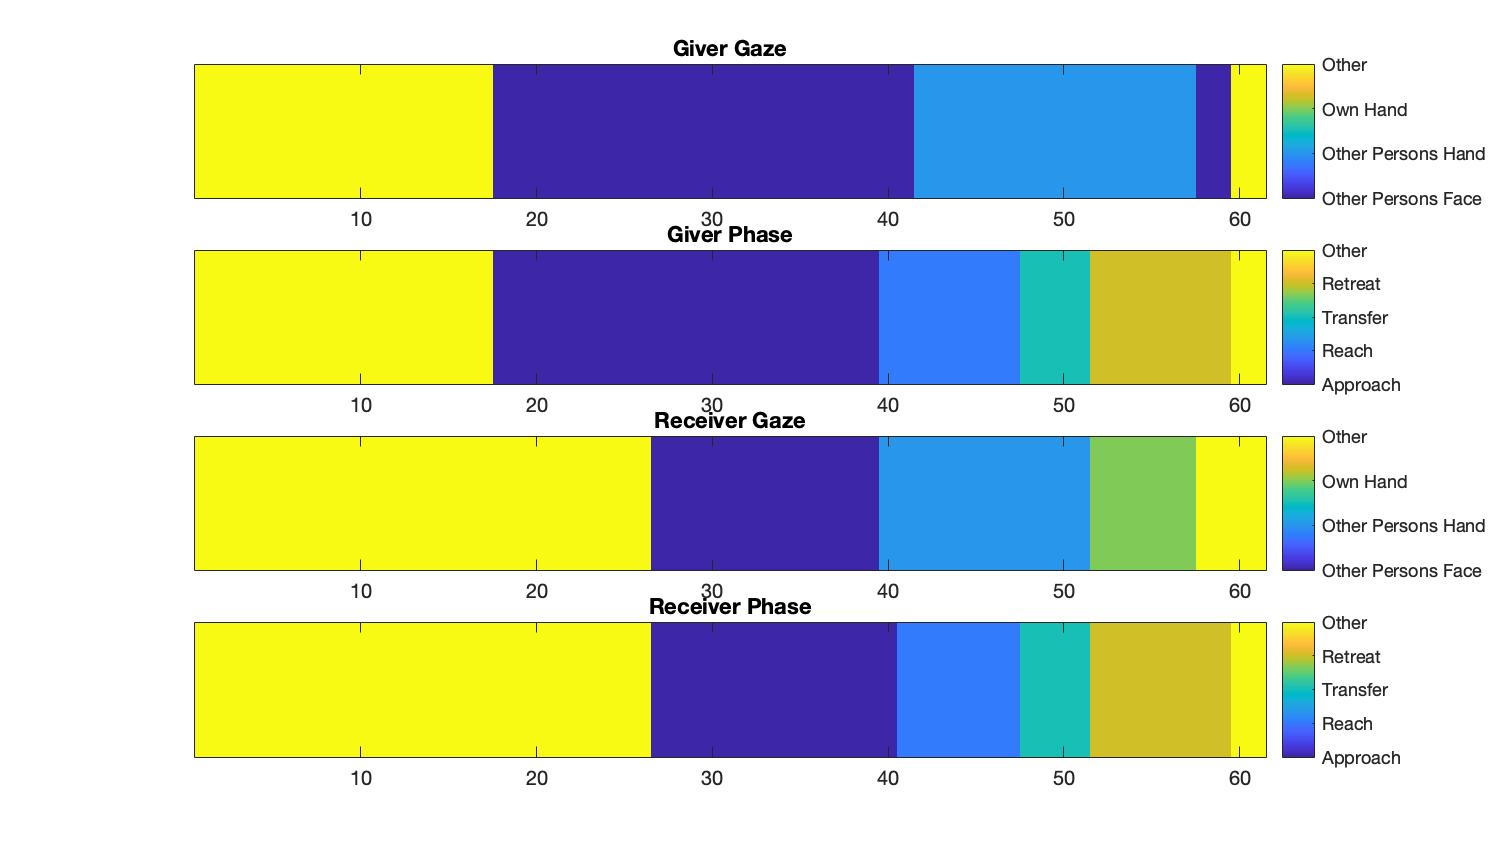 Giver Gaze
Other
Own Hand
Other Persons Hand
Other Persons Face
10 20 30 40 50 60
Giver Phase
Other
Retreat
Transfer
Reach
Approach
10 20 30 40 50 60
Receiver Gaze
Other
Own Hand
Other Persons Hand
Other Persons Face
10 20 30 40 50 60
Receiver Phase
Other
Retreat
Transfer
Reach
Approach
10 20 30 40 50 60